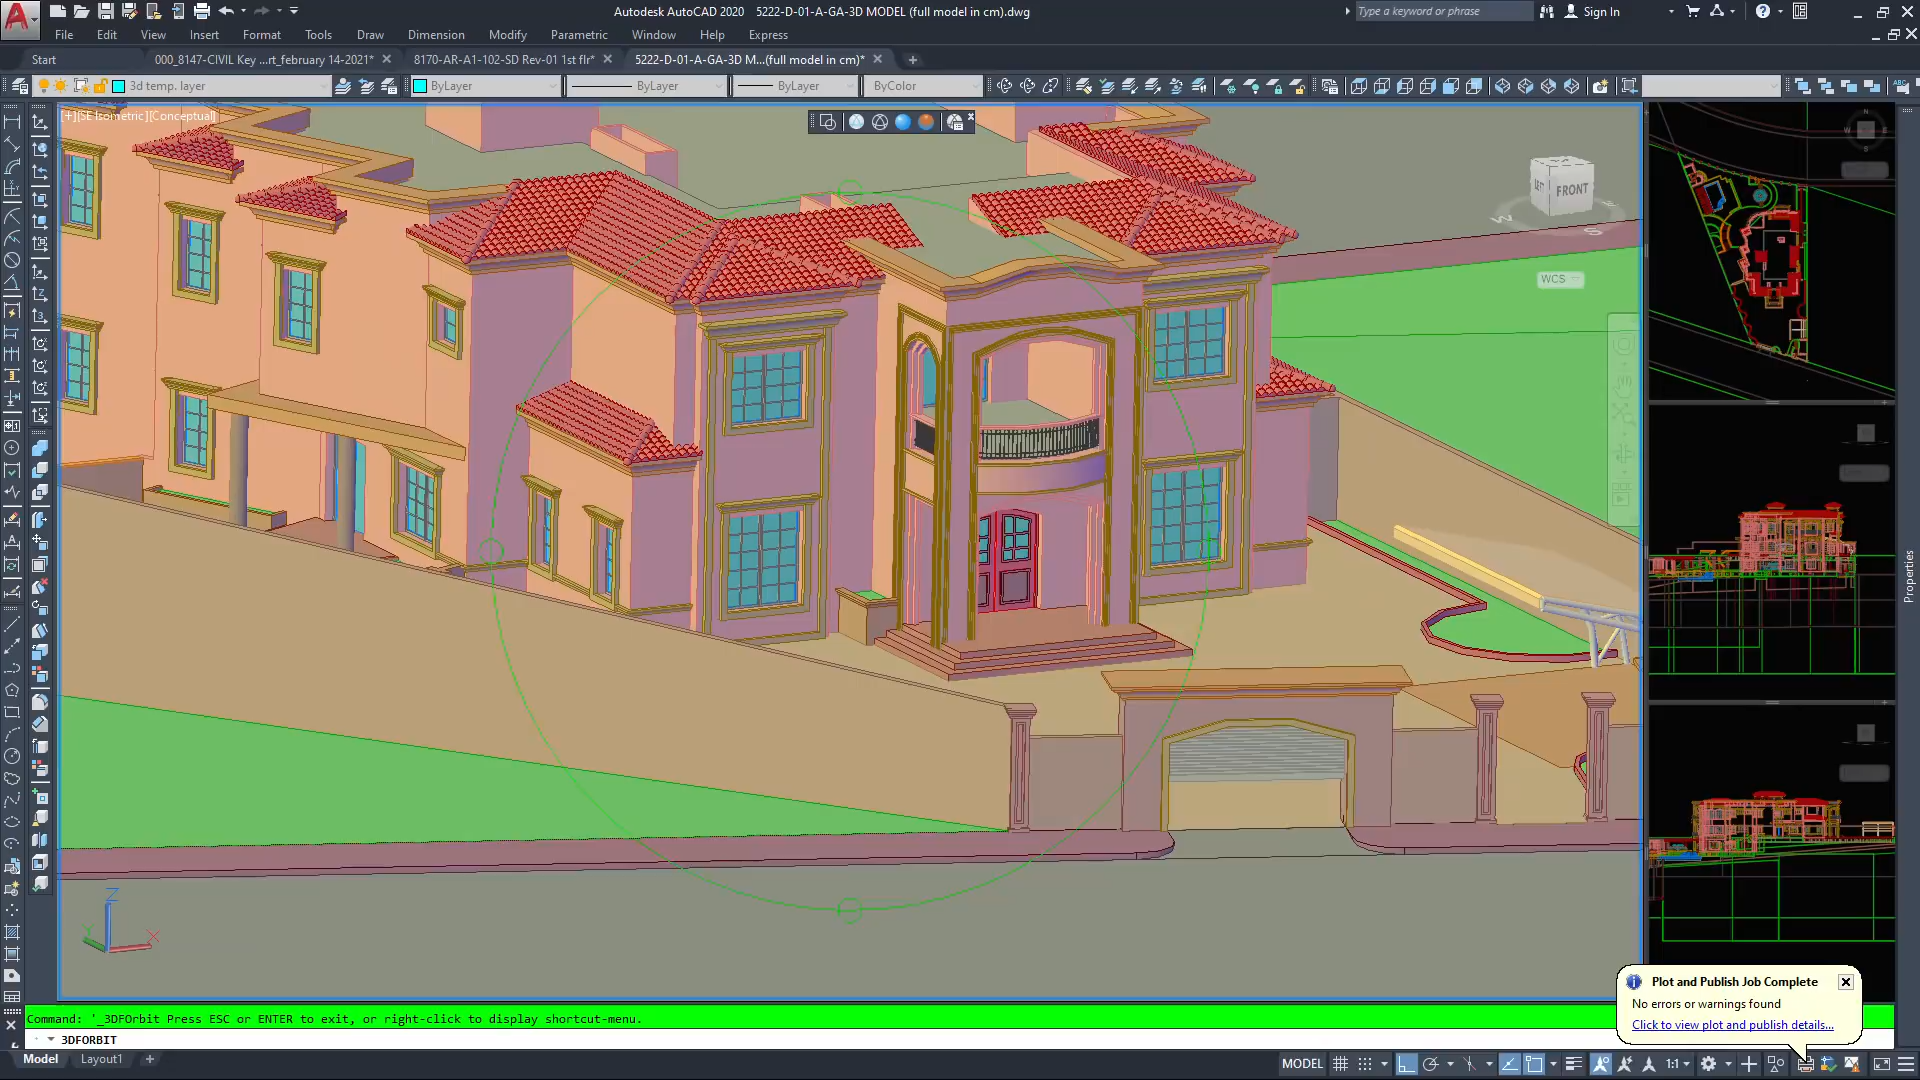 Autodesk AutoCAD 2020   5222-D-01-A-GA-3D MODEL (full model in cm).dwg
Type a keyword or phrase
Sign In
File Edit View Insert Format Tools Draw Dimension Modify Parametric Window Help Express
Start
000_8147-CIVIL Key ...rt_february 14-2021*
8170-AR-A1-102-SD Rev-01 1st flr*
5222-D-01-A-GA-3D M...(full model in cm)*
3d temp. layer
ByLayer
ByLayer
ByLayer
ByColor
[+][SE Isometric][Conceptual]
LEFT
FRONT
W
S
WCS
N
W
E
S
Properties
Z
Y
X
Plot and Publish Job Complete
No errors or warnings found
Click to view plot and publish details...
Command: '_3DFOrbit Press ESC or ENTER to exit, or right-click to display shortcut-menu.
3DFORBIT
Model
Layout1
MODEL
1:1